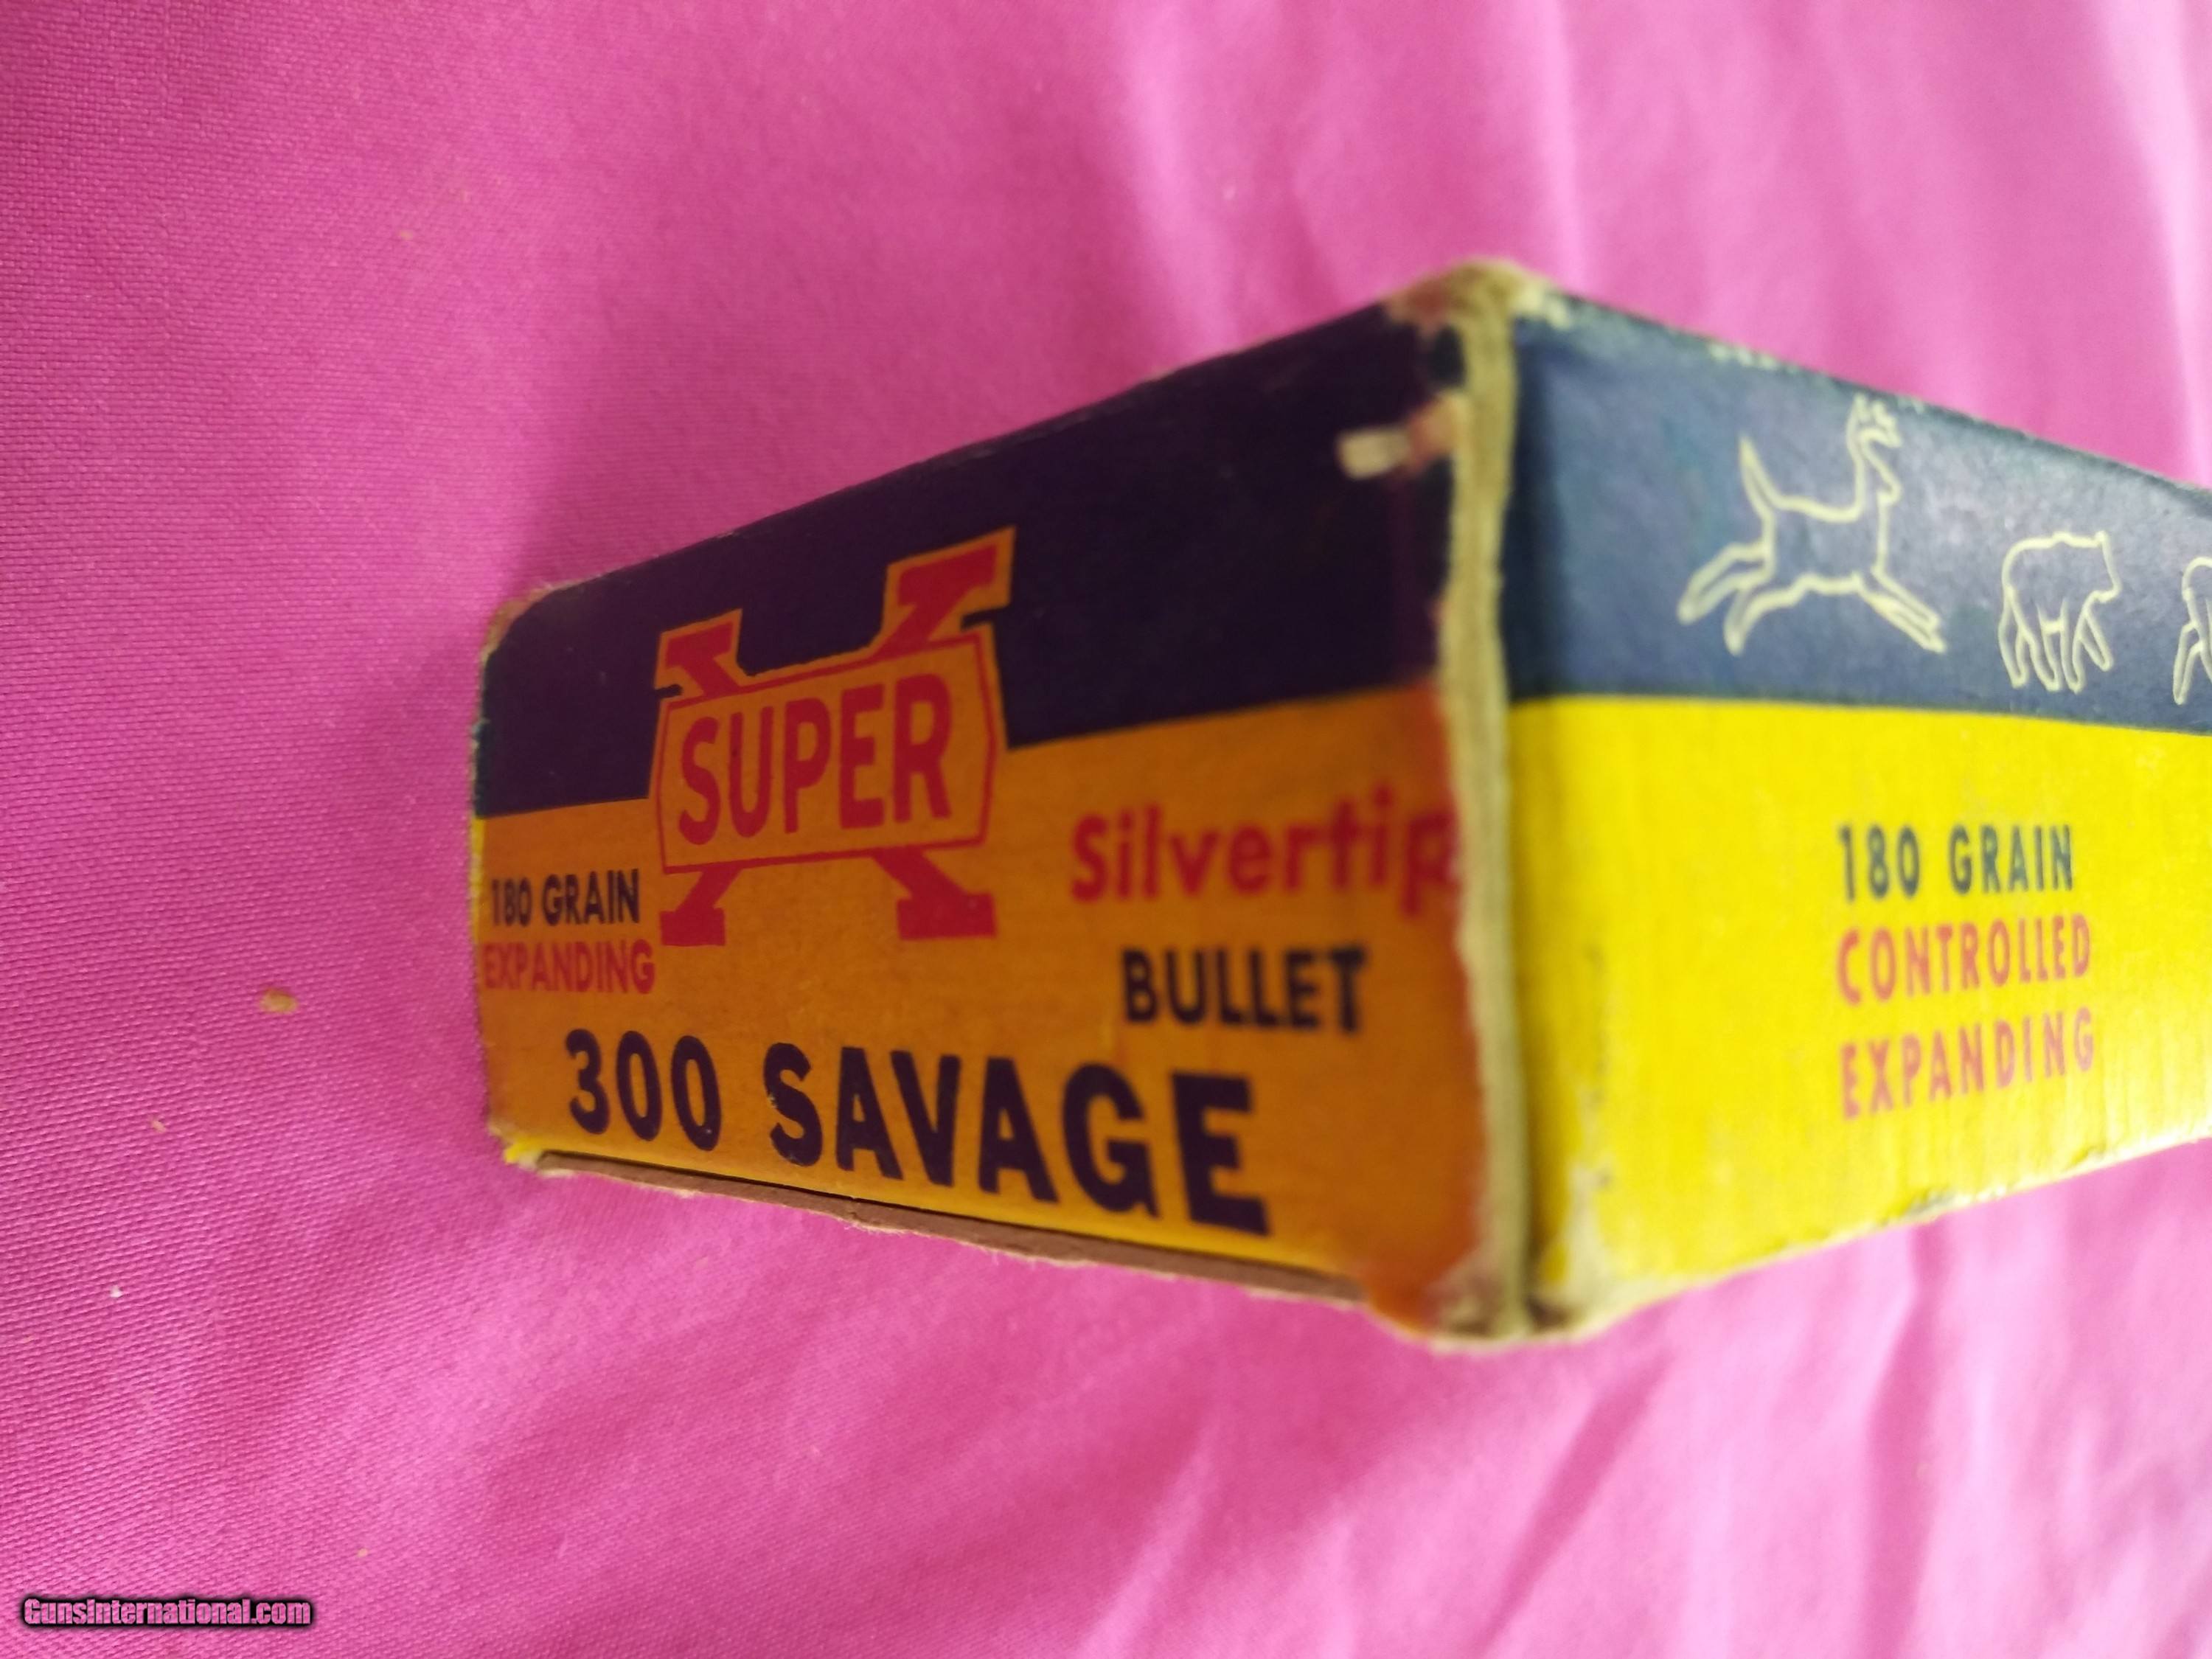 SUPER
X
Silvertip
180 GRAIN
EXPANDING
BULLET
300 SAVAGE
180 GRAIN
CONTROLLED
EXPANDING
GunsInternational.com